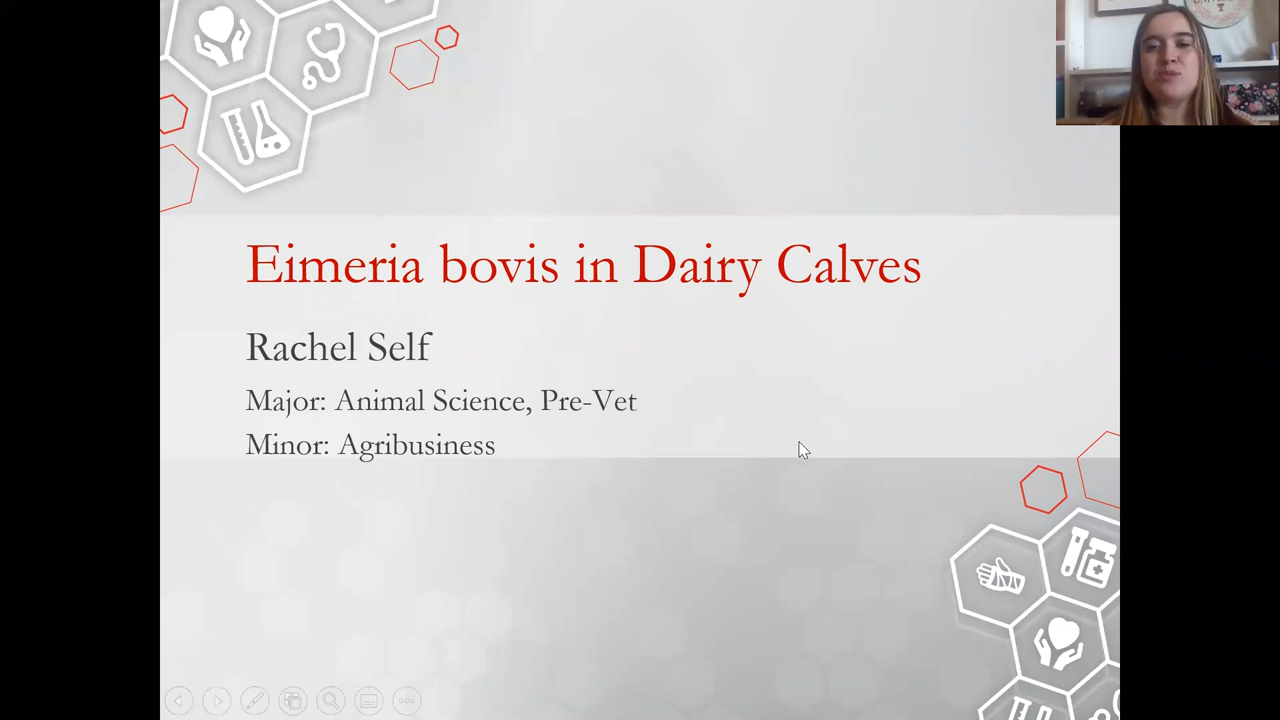 Eimeria bovis in Dairy Calves
Rachel Self
Major: Animal Science, Pre-Vet
Minor: Agribusiness